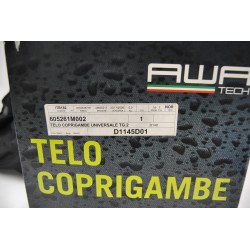 AWA
TECH
605261M002
1
TELO COPRIGAMBE UNIVERSALE TG.2
D1145D01
TELO
COPRIGAMBE